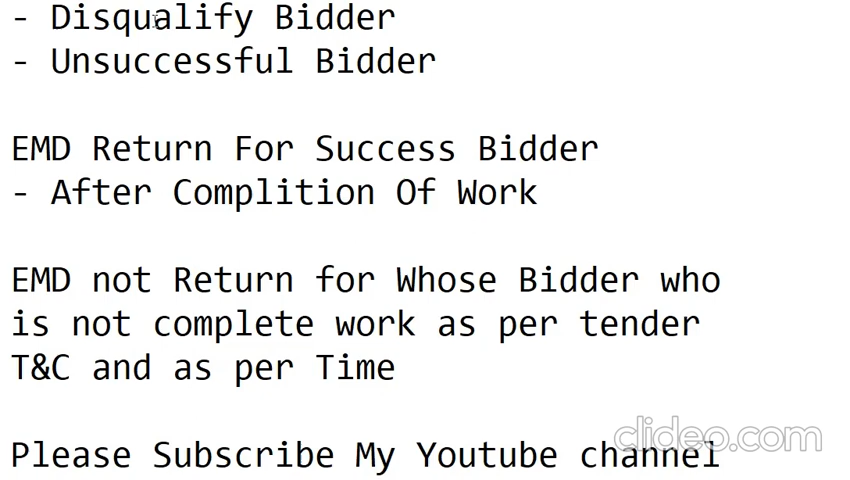 - Disqualify Bidder
- Unsuccessful Bidder
EMD Return For Success Bidder
- After Complition Of Work
EMD not Return for Whose Bidder who
is not complete work as per tender
T&C and as per Time
Please Subscribe My Youtube channel
clideo.com